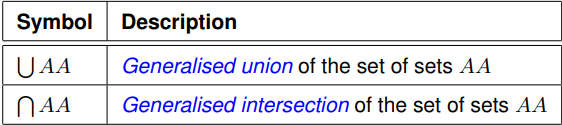 Symbol Description
⋃ AA Generalised union of the set of sets AA
⋂ AA Generalised intersection of the set of sets AA